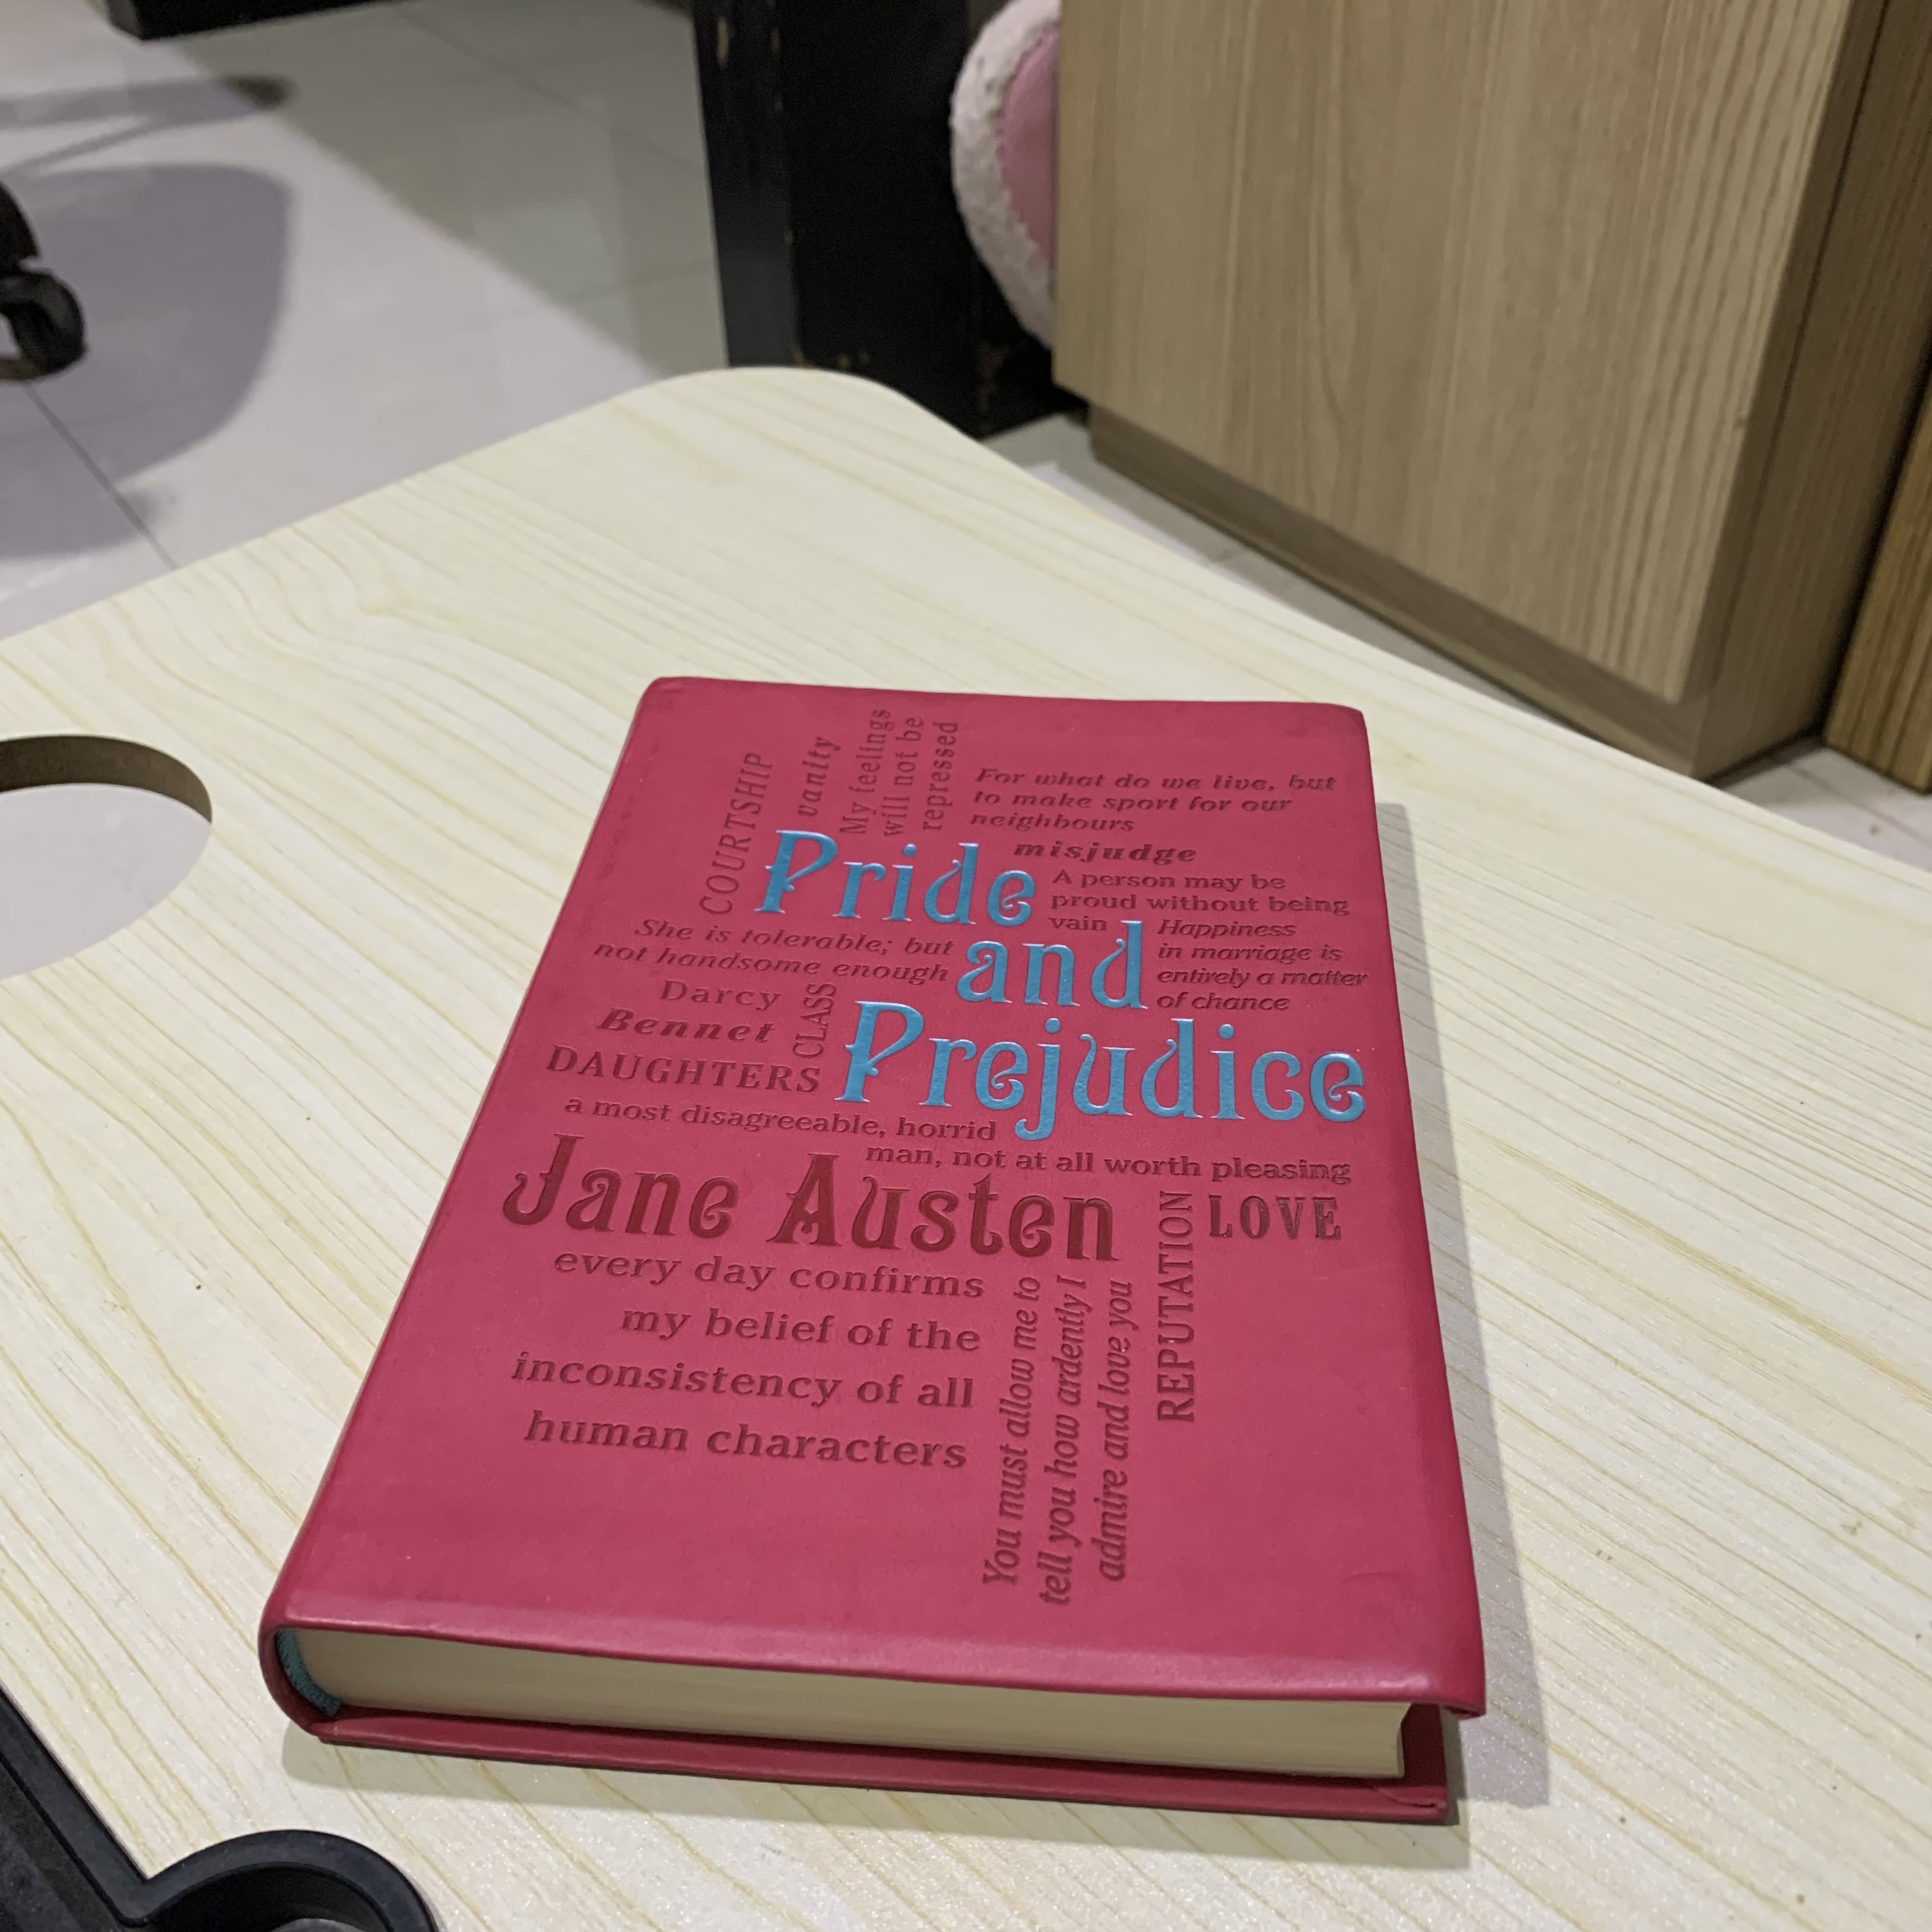 COURTSHIP
vanity
My feelings
will not be
repressed
For what do we live, but
to make sport for our
neighbours
misjudge
Pride
A person may be
proud without being
vain
She is tolerable; but
not handsome enough
and
Happiness
in marriage is
entirely a matter
of chance
Darcy
Bennet
DAUGHTERS
CLASS
Prejudice
a most disagreeable, horrid
man, not at all worth pleasing
Jane Austen
LOVE
REPUTATION
every day confirms
my belief of the
inconsistency of all
human characters
You must allow me to
tell you how ardently I
admire and love you